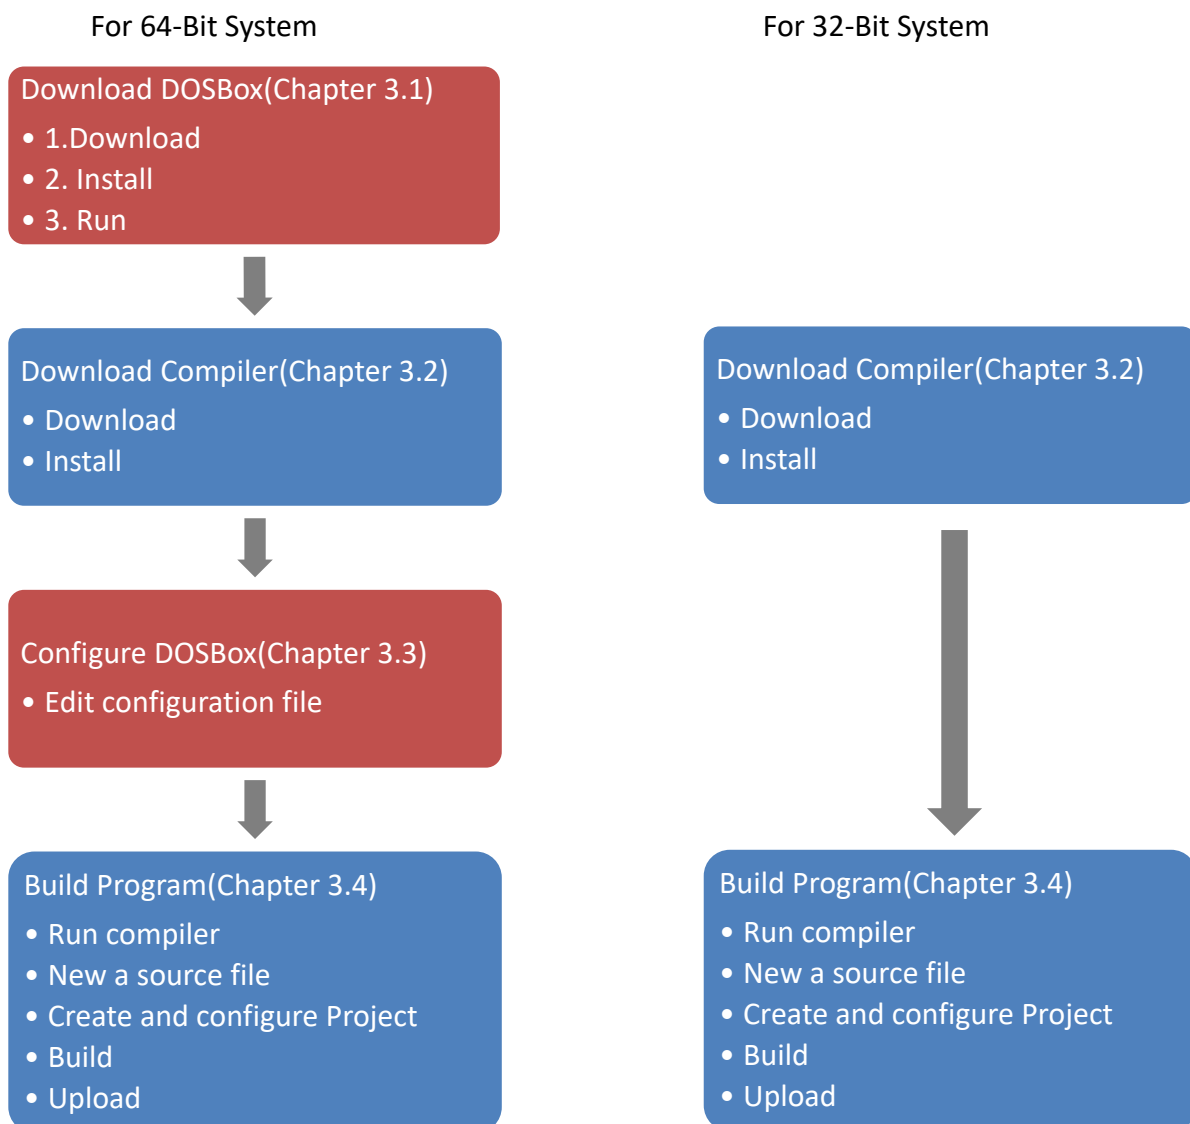 For 64-Bit System
Download DOSBox(Chapter 3.1)
• 1.Download
• 2. Install
• 3. Run
Download Compiler(Chapter 3.2)
• Download
• Install
Configure DOSBox(Chapter 3.3)
• Edit configuration file
Build Program(Chapter 3.4)
• Run compiler
• New a source file
• Create and configure Project
• Build
• Upload
For 32-Bit System
Download Compiler(Chapter 3.2)
• Download
• Install
Build Program(Chapter 3.4)
• Run compiler
• New a source file
• Create and configure Project
• Build
• Upload